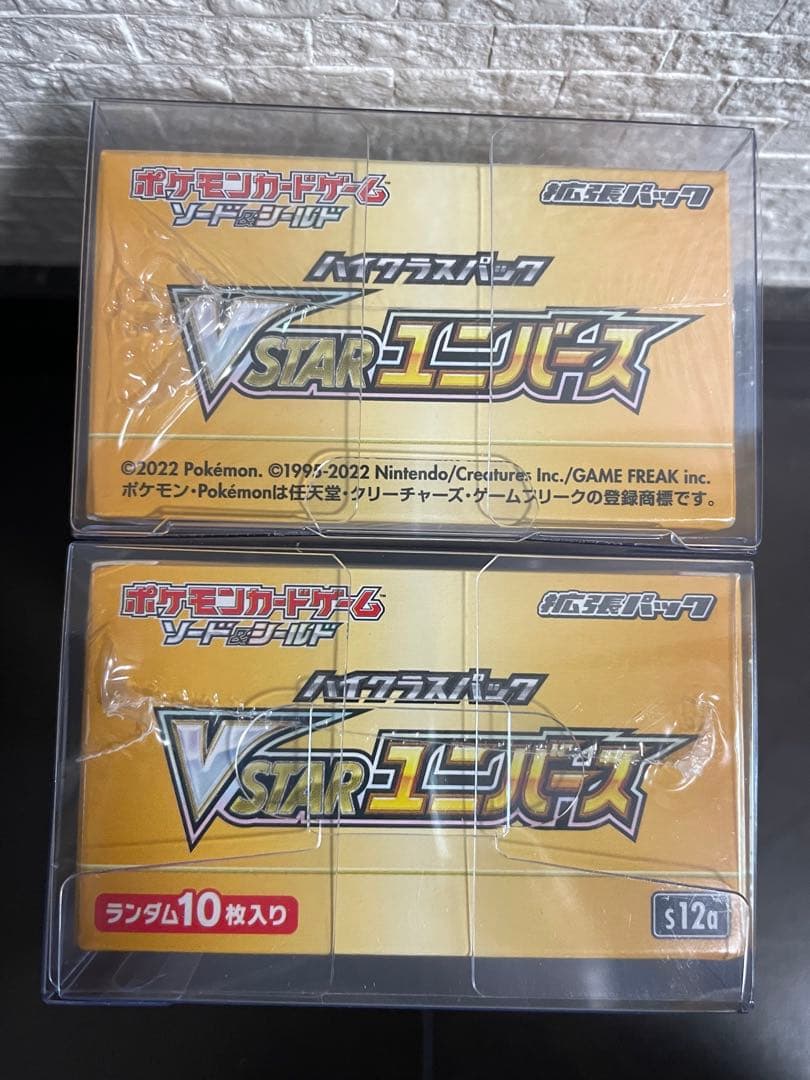 ポケモンカードゲーム™
ソード&シールド
拡張パック
ハイクラスパック
VSTARユニバース
©2022 Pokémon. ©1995-2022 Nintendo/Creatures Inc./GAME FREAK inc.
ポケモン・Pokémonは任天堂・クリーチャーズ・ゲームフリークの登録商標です。
ポケモンカードゲーム
ソード&シールド
拡張パック
ハイクラスパック
VSTARユニバース
ランダム10枚入り
s12a